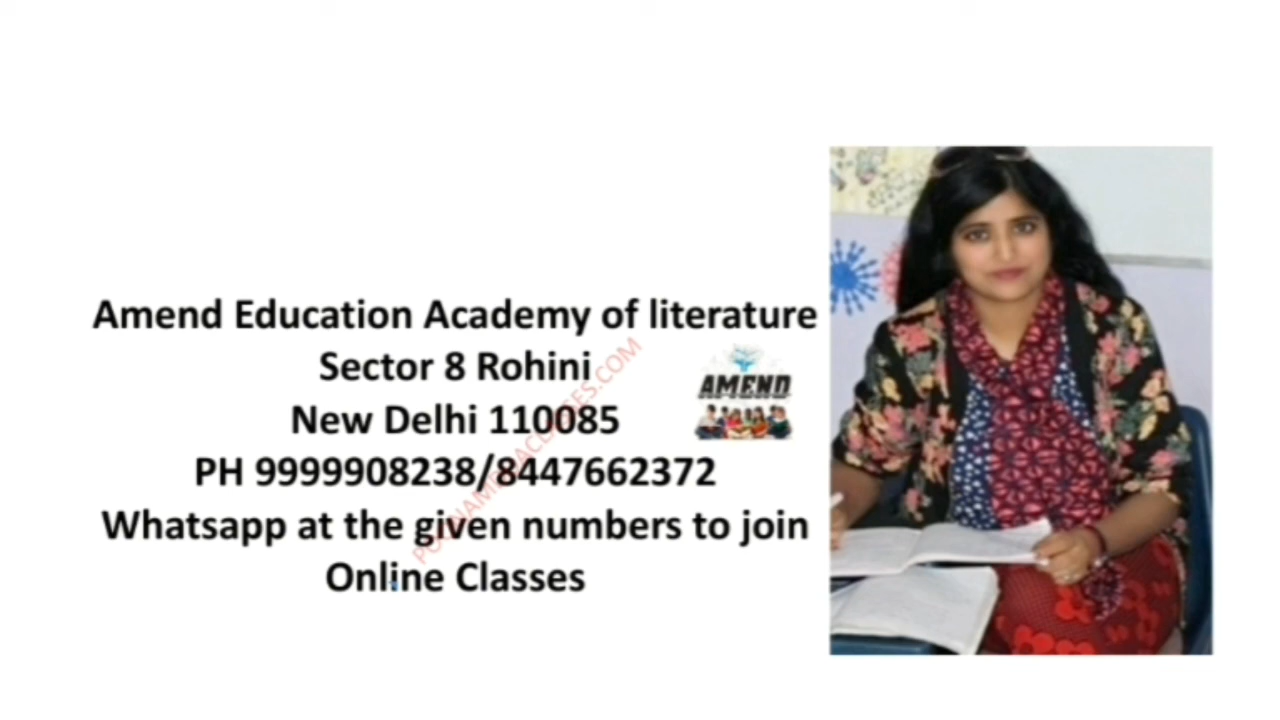 Amend Education Academy of literature
Sector 8 Rohini
New Delhi 110085
PH 9999908238/8447662372
Whatsapp at the given numbers to join
Online Classes
AMEND